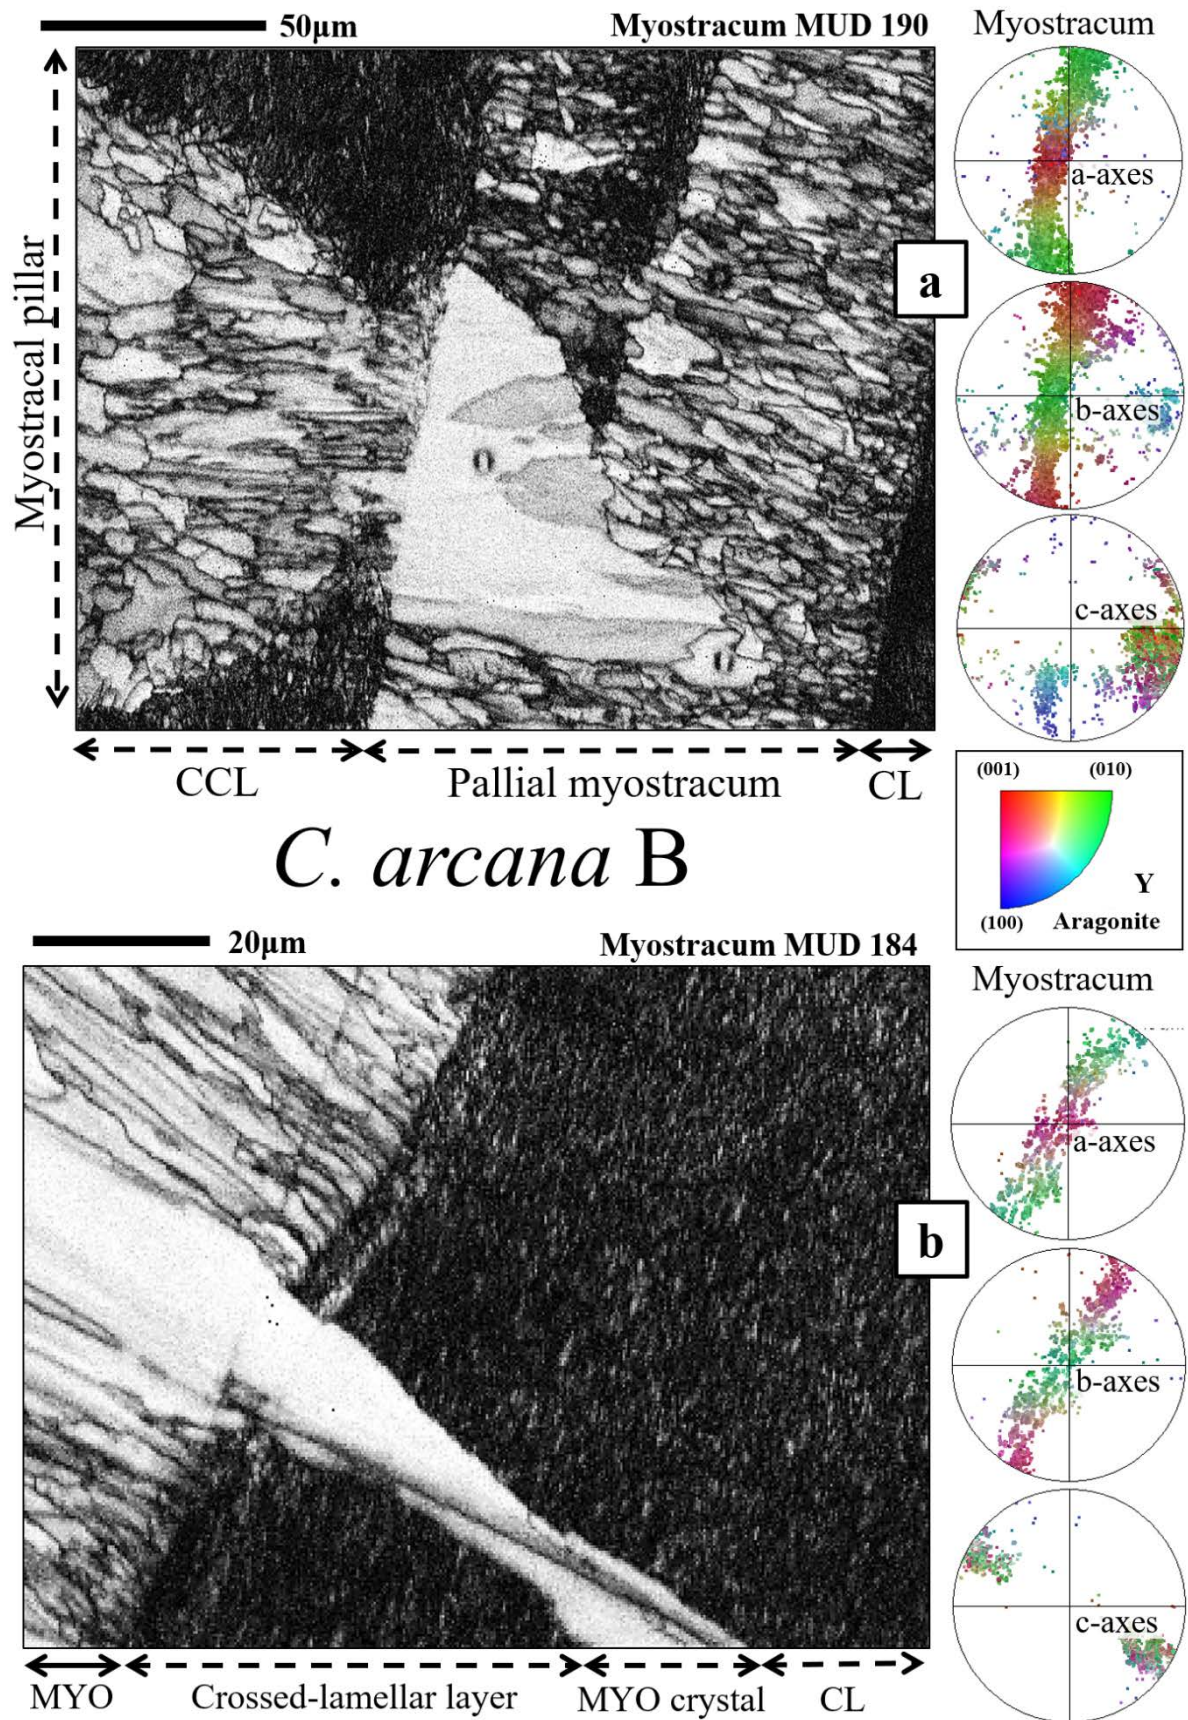 50µm
Myostracum MUD 190
Myostracum
a-axes
a
Myostracal pillar
b-axes
c-axes
CCL
Pallial myostracum
CL
(001)
(010)
Y
(100)
Aragonite
C. arcana B
20µm
Myostracum MUD 184
Myostracum
a-axes
b
b-axes
c-axes
MYO
Crossed-lamellar layer
MYO crystal
CL